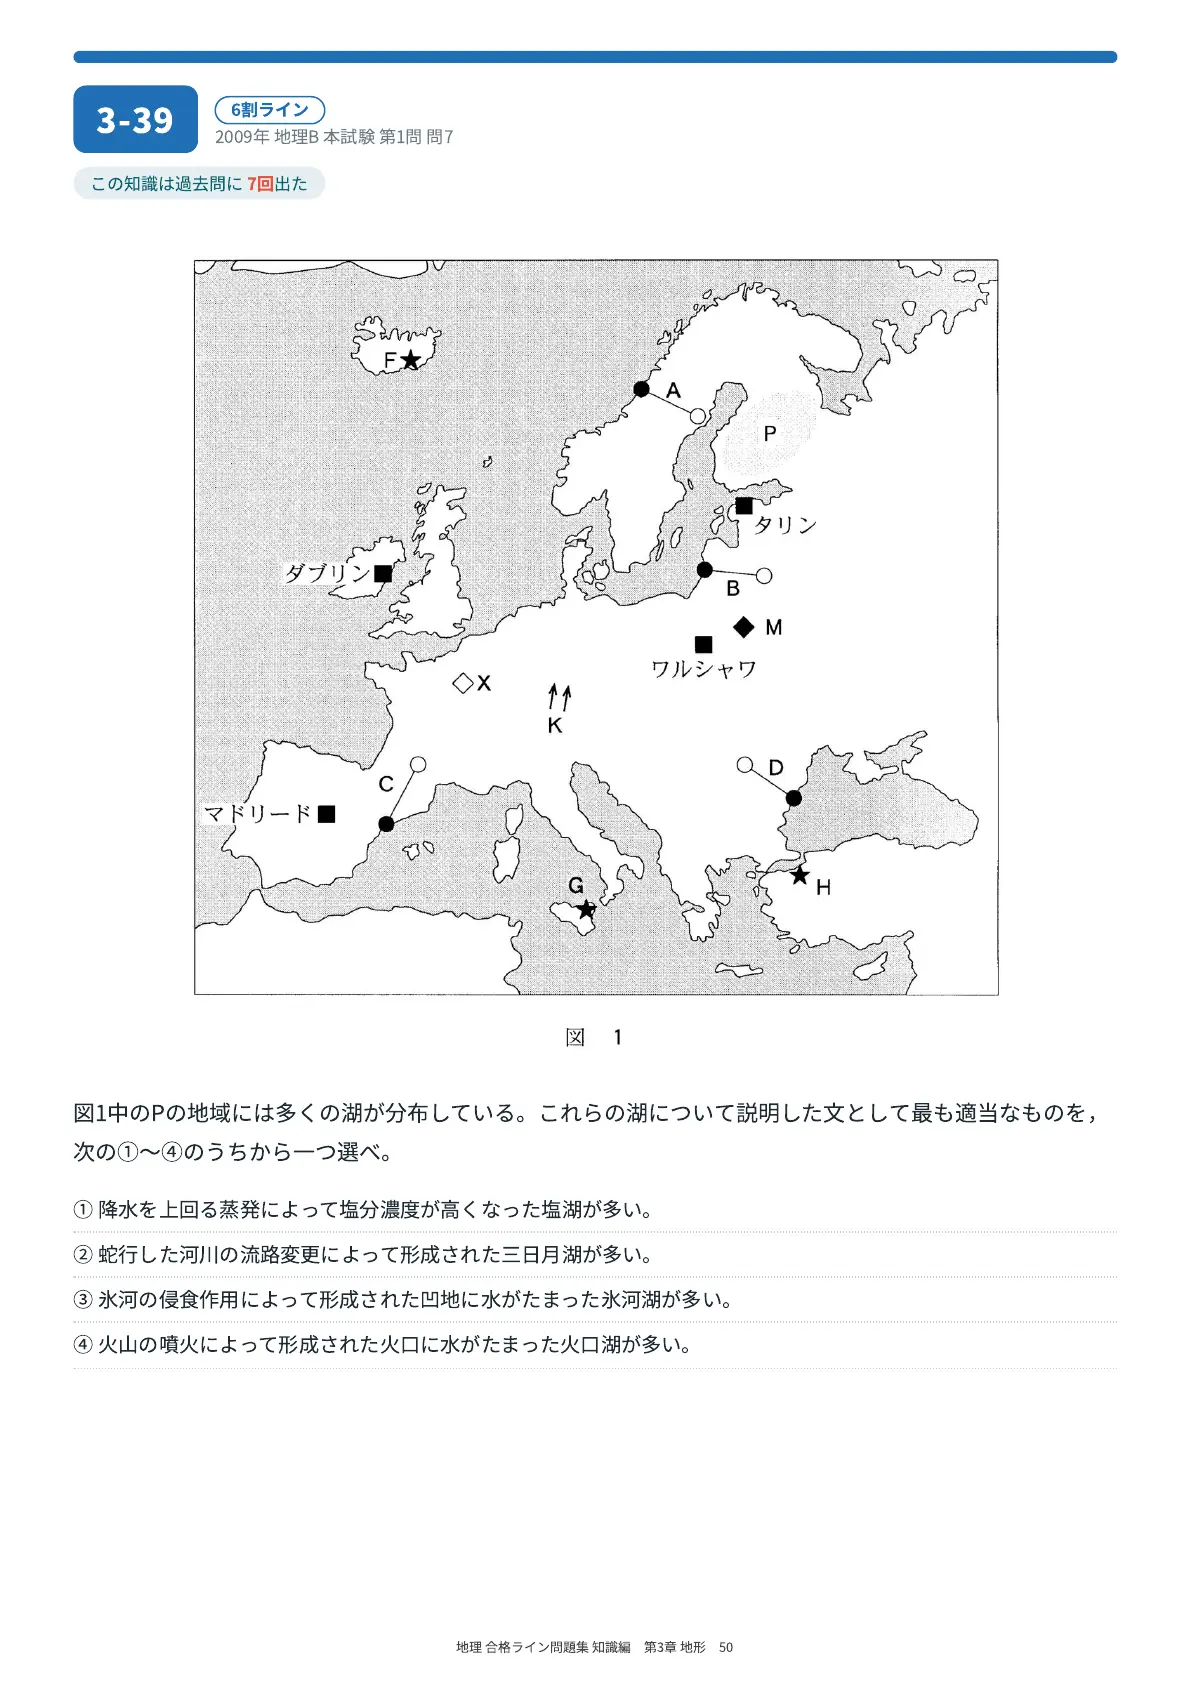 3-39
6割ライン
2009年 地理B 本試験 第1問 問7
この知識は過去問に 7回出た
F
A
P
タリン
ダブリン
B
M
ワルシャワ
X
K
C
D
マドリード
G
H
図 1
図1中のPの地域には多くの湖が分布している。これらの湖について説明した文として最も適当なものを,
次の①〜④のうちから一つ選べ。
① 降水を上回る蒸発によって塩分濃度が高くなった塩湖が多い。
② 蛇行した河川の流路変更によって形成された三日月湖が多い。
③ 氷河の侵食作用によって形成された凹地に水がたまった氷河湖が多い。
④ 火山の噴火によって形成された火口に水がたまった火口湖が多い。
地理 合格ライン問題集 知識編 第3章 地形 50